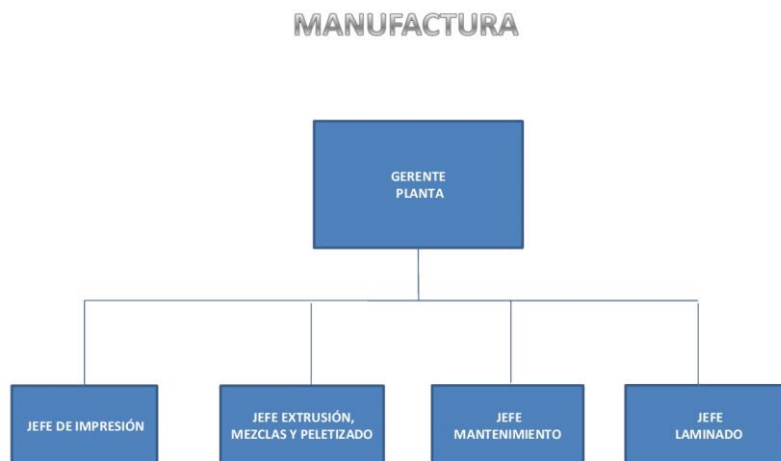 MANUFACTURA
GERENTE
PLANTA
JEFE DE IMPRESIÓN
JEFE EXTRUSIÓN,
MEZCLAS Y PELETIZADO
JEFE
MANTENIMIENTO
JEFE
LAMINADO